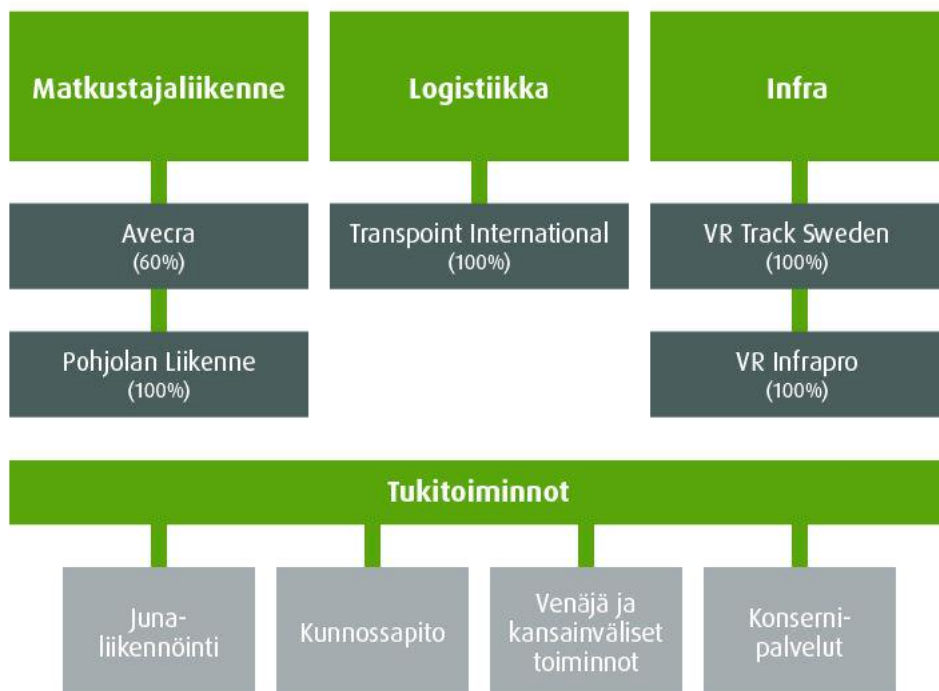 Matkustajaliikenne
Logistiikka
Infra
Avecra
(60%)
Transpoint International
(100%)
VR Track Sweden
(100%)
Pohjolan Liikenne
(100%)
VR Infrapro
(100%)
Tukitoiminnot
Juna-
liikennöinti
Kunnossapito
Venäjä ja
kansainväliset
toiminnot
Konserni-
palvelut